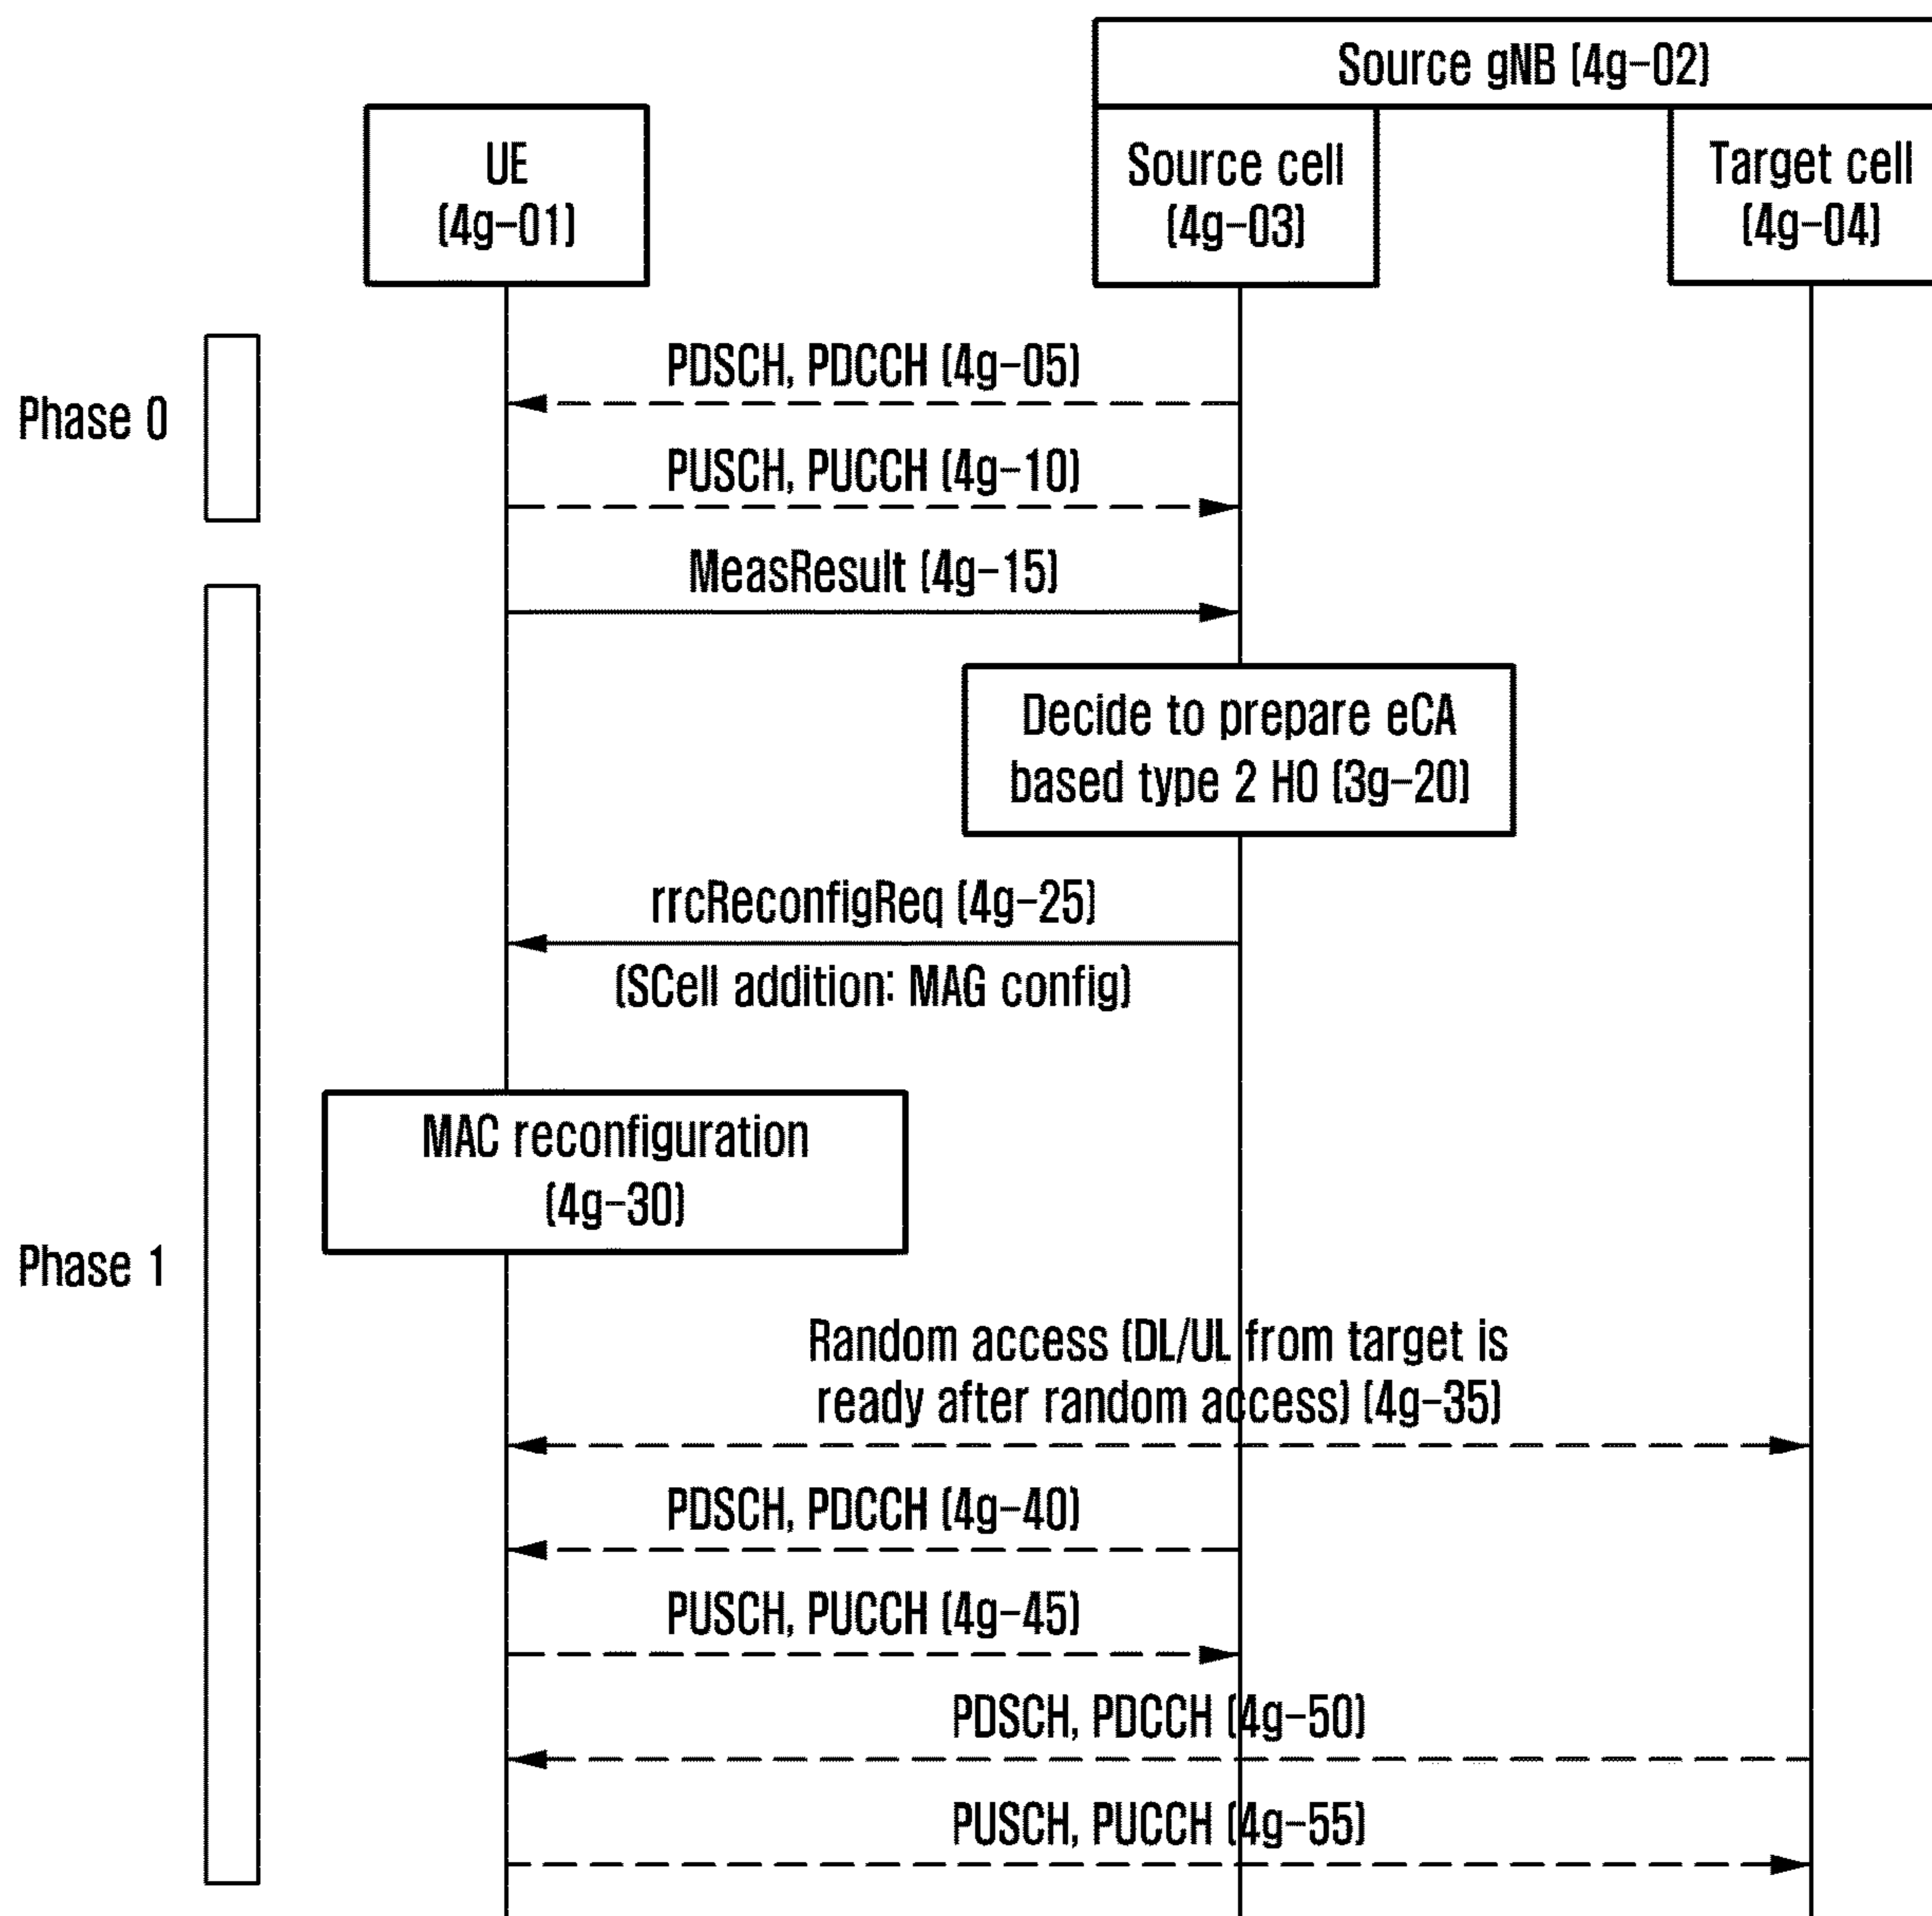 Source gNB (4g-02)
UE
(4g-01)
Source cell
(4g-03)
Target cell
(4g-04)
Phase 0
PDSCH, PDCCH (4g-05)
PUSCH, PUCCH (4g-10)
MeasResult (4g-15)
Decide to prepare eCA
based type 2 HO (3g-20)
rrcReconfigReq (4g-25)
(SCell addition: MAG config)
MAC reconfiguration
(4g-30)
Phase 1
Random access (DL/UL from target is
ready after random access) (4g-35)
PDSCH, PDCCH (4g-40)
PUSCH, PUCCH (4g-45)
PDSCH, PDCCH (4g-50)
PUSCH, PUCCH (4g-55)